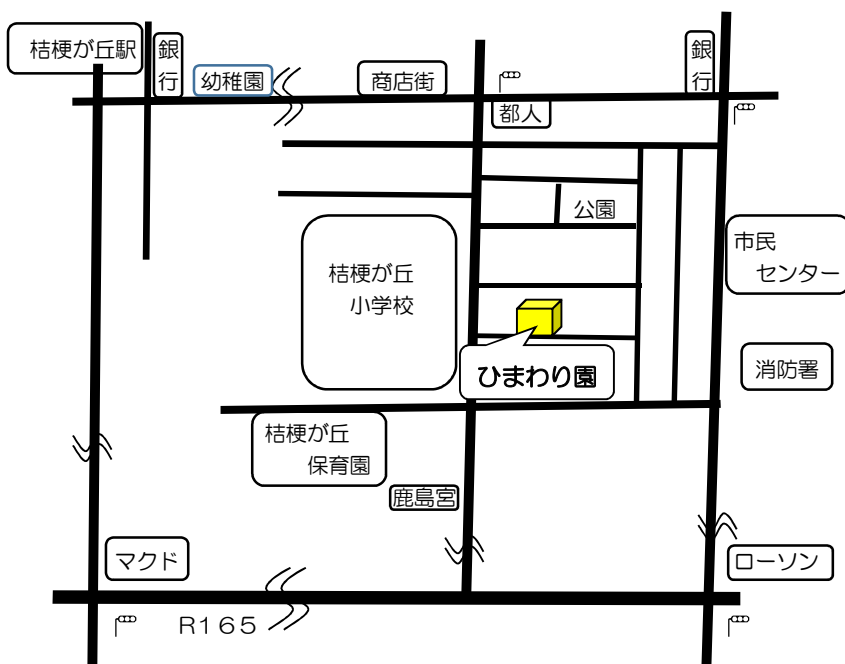 桔梗が丘駅
銀
行
幼稚園
商店街
銀
行
都人
公園
市民
センター
桔梗が丘
小学校
消防署
ひまわり園
桔梗が丘
保育園
鹿島宮
マクド
ローソン
R165